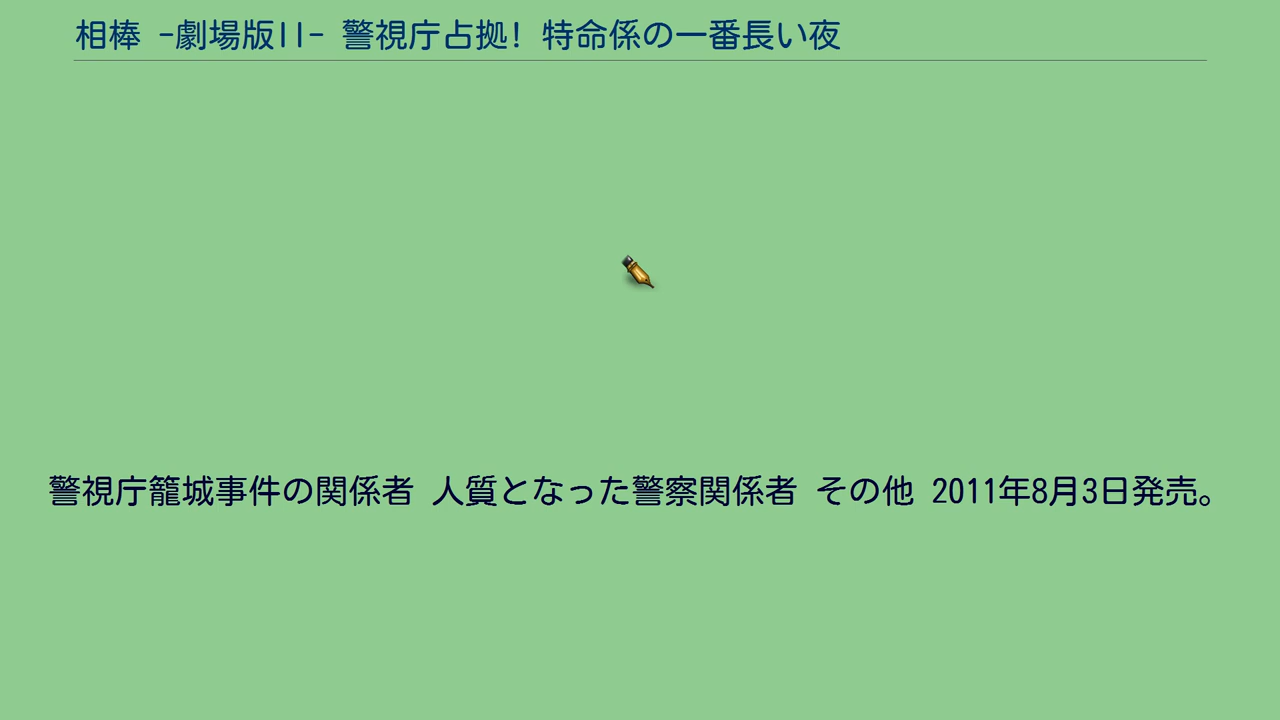 相棒 -劇場版II- 警視庁占拠! 特命係の一番長い夜
警視庁籠城事件の関係者 人質となった警察関係者 その他 2011年8月3日発売。